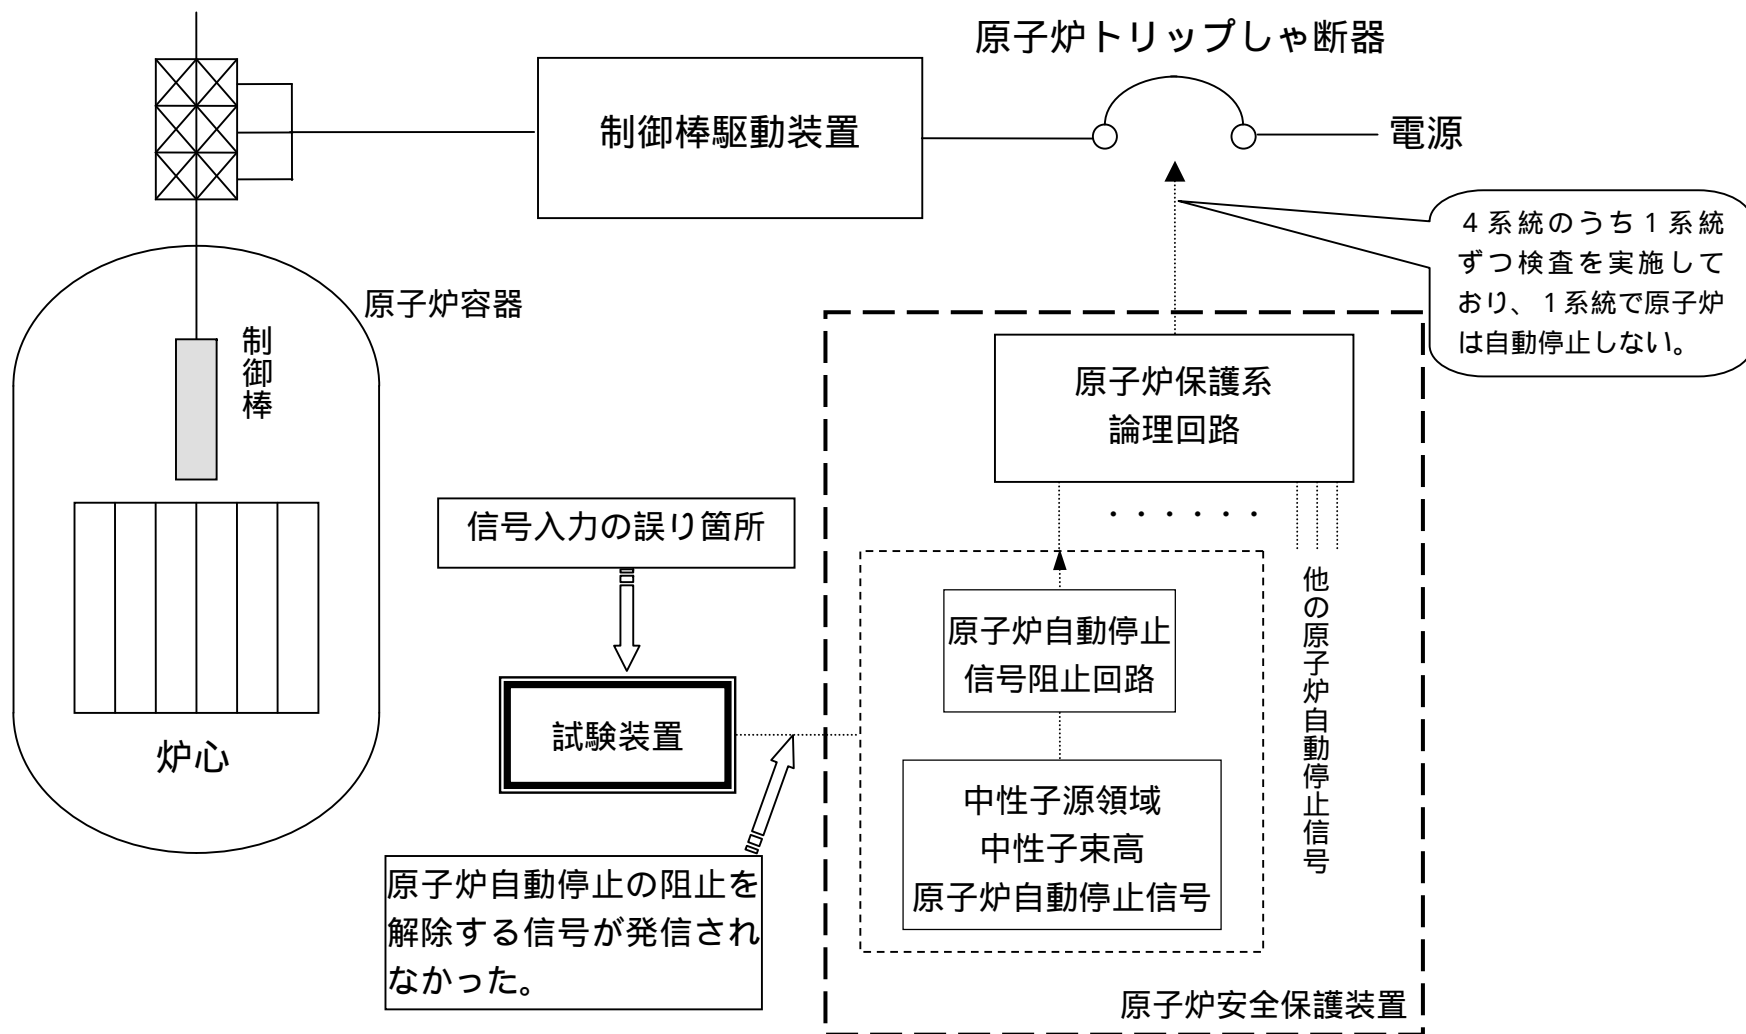 原子炉トリップしゃ断器
制御棒駆動装置
電源
４系統のうち１系統
ずつ検査を実施して
おり、１系統で原子炉
は自動停止しない。
原子炉容器
制御棒
原子炉保護系
論理回路
・・・・・・
信号入力の誤り箇所
他の原子炉自動停止信号
原子炉自動停止
信号阻止回路
試験装置
炉心
中性子源領域
中性子束高
原子炉自動停止信号
原子炉自動停止の阻止を
解除する信号が発信され
なかった。
原子炉安全保護装置